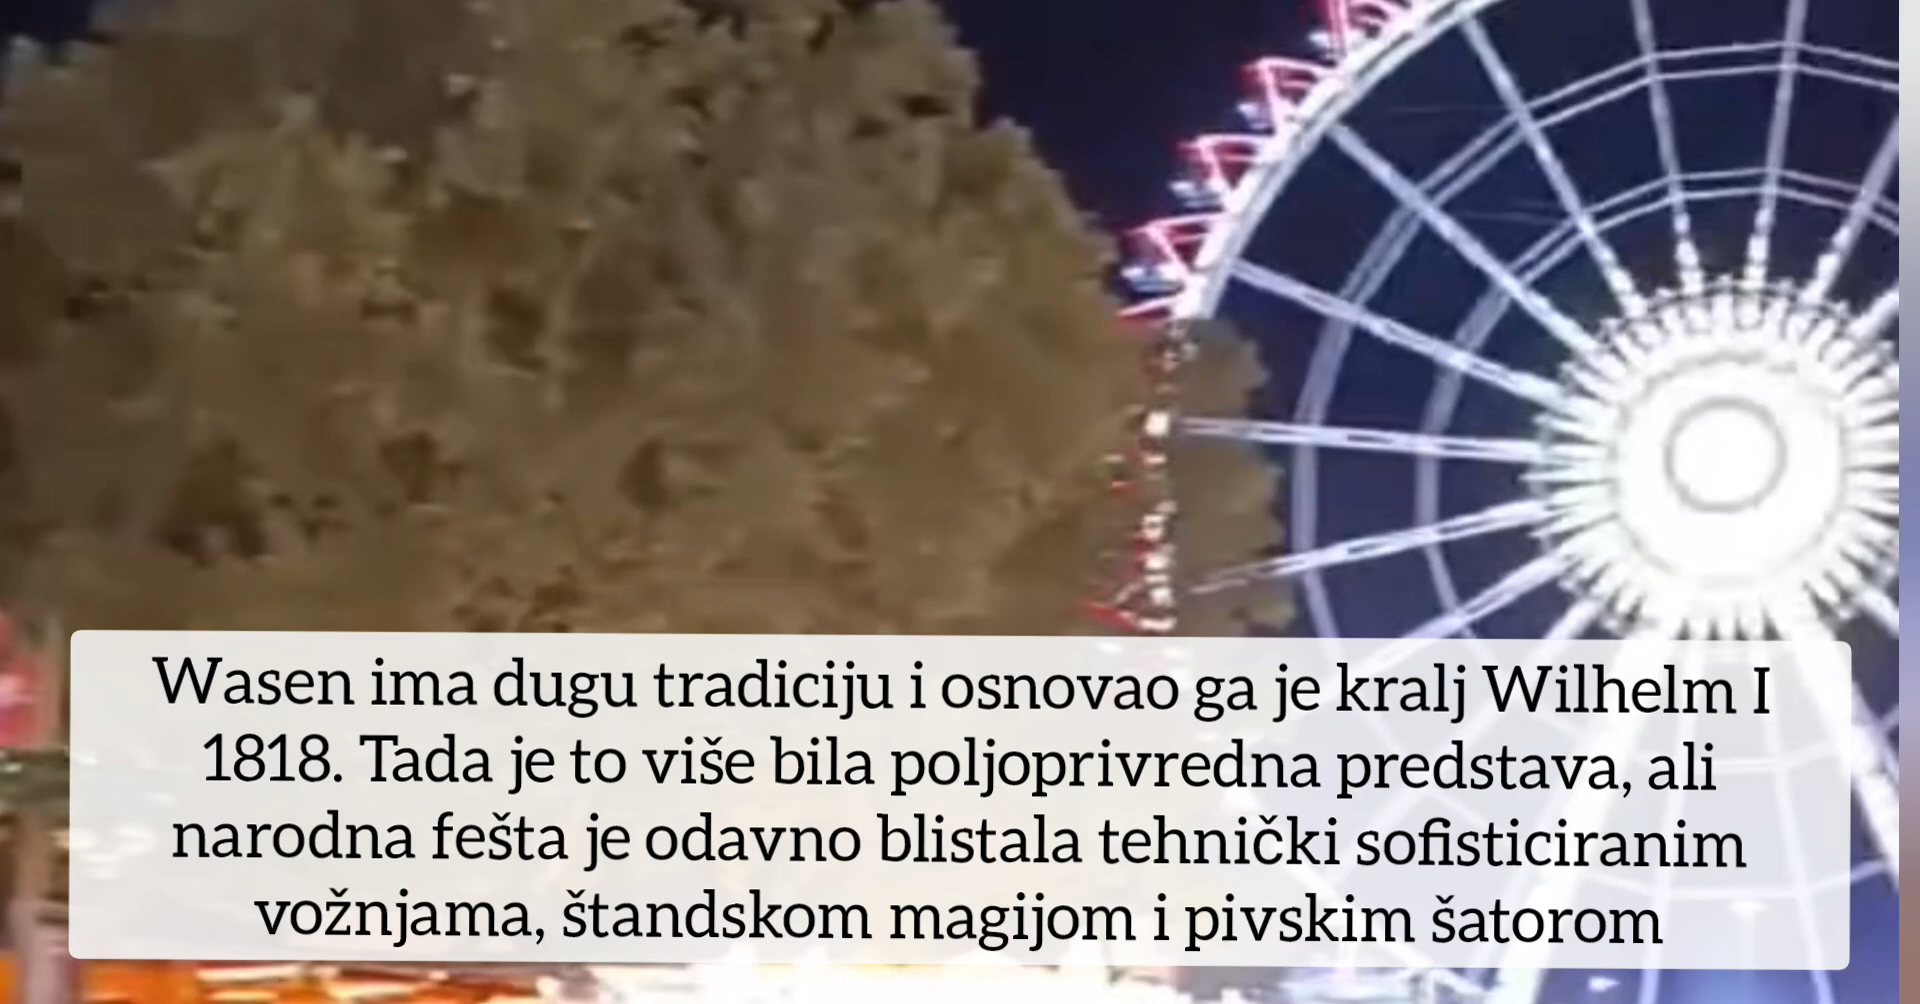 Wasen ima dugu tradiciju i osnovao ga je kralj Wilhelm I
1818. Tada je to više bila poljoprivredna predstava, ali
narodna fešta je odavno blistala tehnički sofisticiranim
vožnjama, štandskom magijom i pivskim šatorom